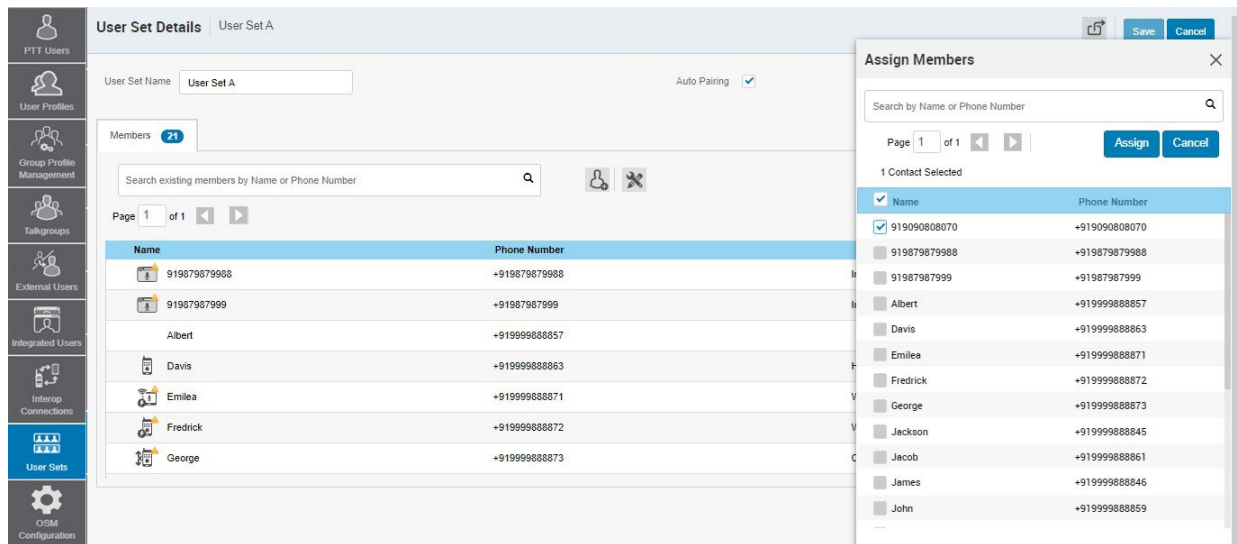 PTT Users
User Profiles
Group Profile
Management
Talkgroups
External Users
Integrated Users
Interop
Connections
User Sets
OSM
Configuration
User Set Details User Set A
Save Cancel
User Set Name User Set A
Auto Pairing
Members 21
Search existing members by Name or Phone Number
Page 1 of 1
Name Phone Number
919879879988 +919879879988
91987987999 +91987987999
Albert +919999888857
Davis +919999888863
Emilea +919999888871
Fredrick +919999888872
George +919999888873
Assign Members
Search by Name or Phone Number
Page 1 of 1 Assign Cancel
1 Contact Selected
Name Phone Number
919090808070 +919090808070
919879879988 +919879879988
91987987999 +91987987999
Albert +919999888857
Davis +919999888863
Emilea +919999888871
Fredrick +919999888872
George +919999888873
Jackson +919999888845
Jacob +919999888861
James +919999888846
John +919999888859